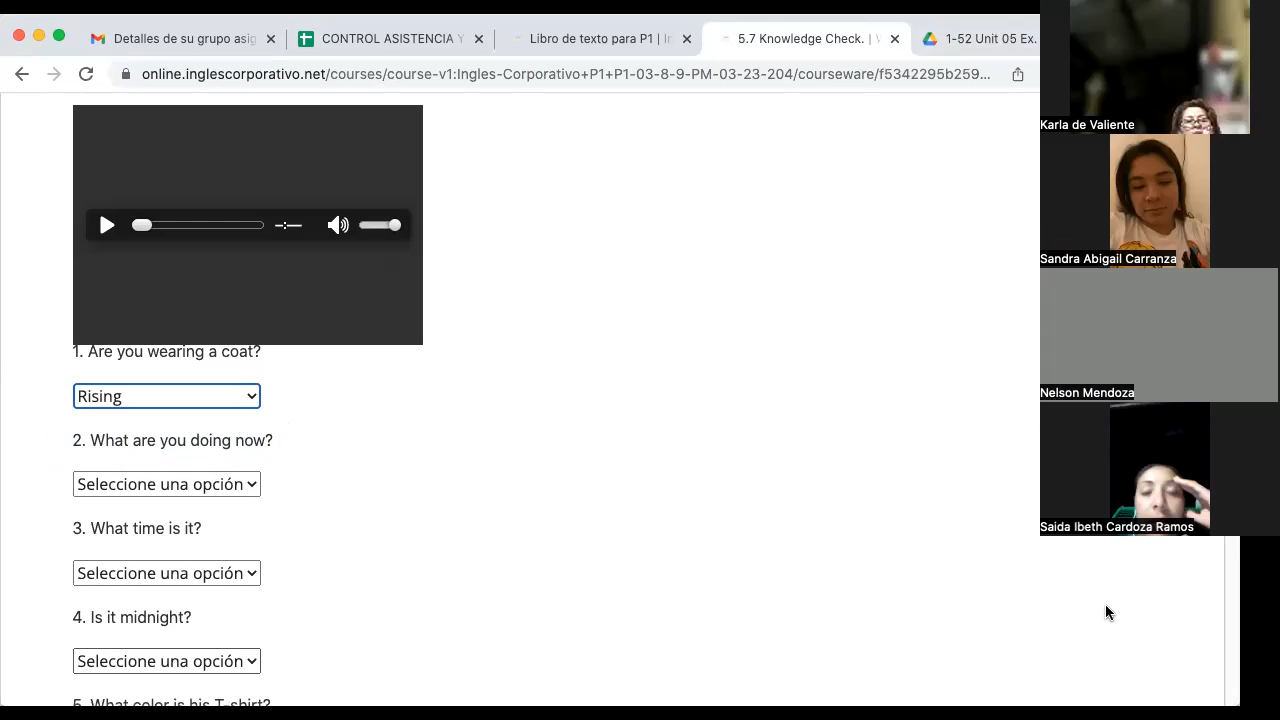 Detalles de su grupo asig
CONTROL ASISTENCIA Y
Libro de texto para P1 | In
5.7 Knowledge Check. | V
1-52 Unit 05 Ex.
online.inglescorporativo.net/courses/course-v1:Ingles-Corporativo+P1+P1-03-8-9-PM-03-23-204/courseware/f5342295b259...
Karla de Valiente
Sandra Abigail Carranza
Nelson Mendoza
Saida Ibeth Cardoza Ramos
--:--
1. Are you wearing a coat?
Rising
2. What are you doing now?
Seleccione una opción
3. What time is it?
Seleccione una opción
4. Is it midnight?
Seleccione una opción
5. What color is his T-shirt?